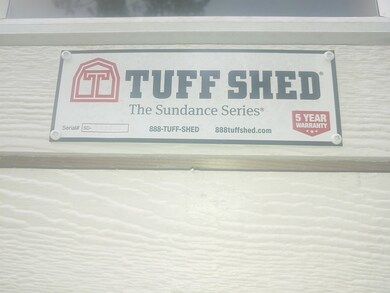 TUFF SHED®
The Sundance Series®
Serial#
888-TUFF-SHED
888tuffshed.com
5 YEAR
WARRANTY